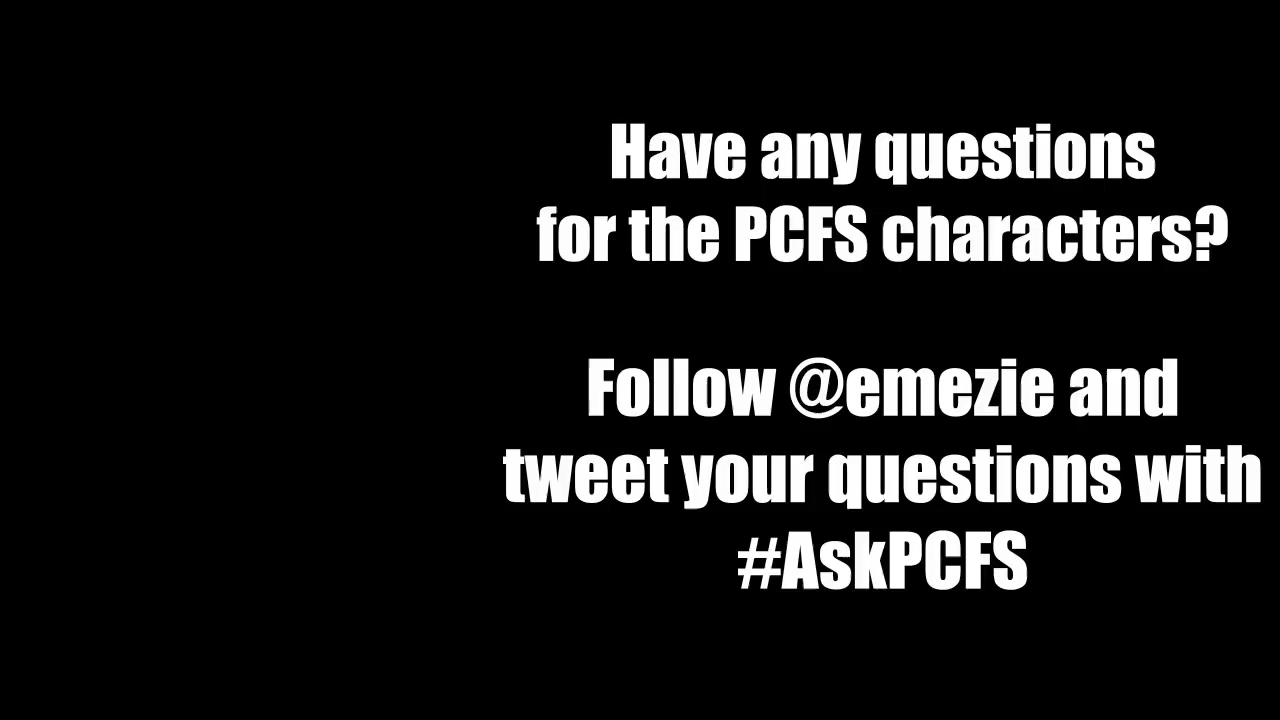 Have any questions
for the PCFS characters?
Follow @emezie and
tweet your questions with
#AskPCFS